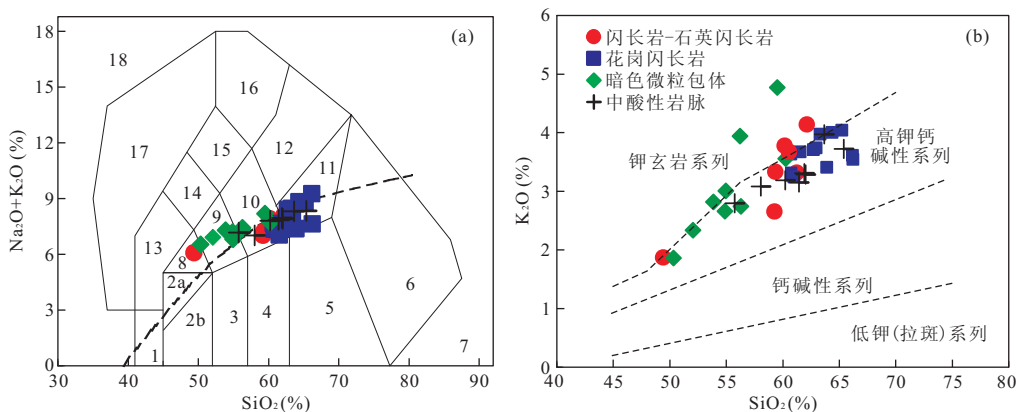 (a)
Na₂O+K₂O (%)
18
15
12
9
6
3
0
30 40 50 60 70 80 90
SiO₂(%)
18
16
17
15
12
11
14
10
9
13
8
2a
2b
1
3
4
5
6
7
(b)
K₂O (%)
6%
5
4
3
2
1
0
40 45 50 55 60 65 70 75 80
SiO₂(%)
闪长岩-石英闪长岩
花岗闪长岩
暗色微粒包体
中酸性岩脉
钾玄岩系列
高钾钙
碱性系列
钙碱性系列
低钾(拉斑)系列